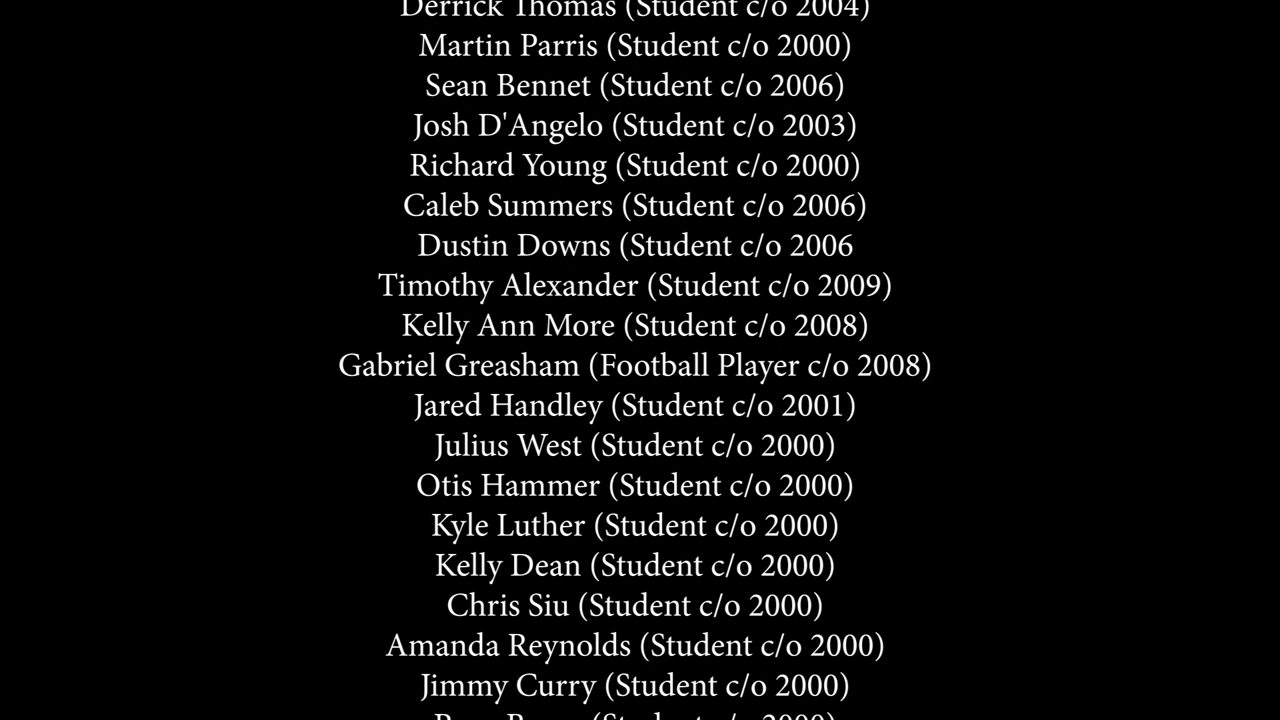 Derrick Thomas (Student c/o 2004)
Martin Parris (Student c/o 2000)
Sean Bennet (Student c/o 2006)
Josh D'Angelo (Student c/o 2003)
Richard Young (Student c/o 2000)
Caleb Summers (Student c/o 2006)
Dustin Downs (Student c/o 2006
Timothy Alexander (Student c/o 2009)
Kelly Ann More (Student c/o 2008)
Gabriel Greasham (Football Player c/o 2008)
Jared Handley (Student c/o 2001)
Julius West (Student c/o 2000)
Otis Hammer (Student c/o 2000)
Kyle Luther (Student c/o 2000)
Kelly Dean (Student c/o 2000)
Chris Siu (Student c/o 2000)
Amanda Reynolds (Student c/o 2000)
Jimmy Curry (Student c/o 2000)
(Student c/o 2000)